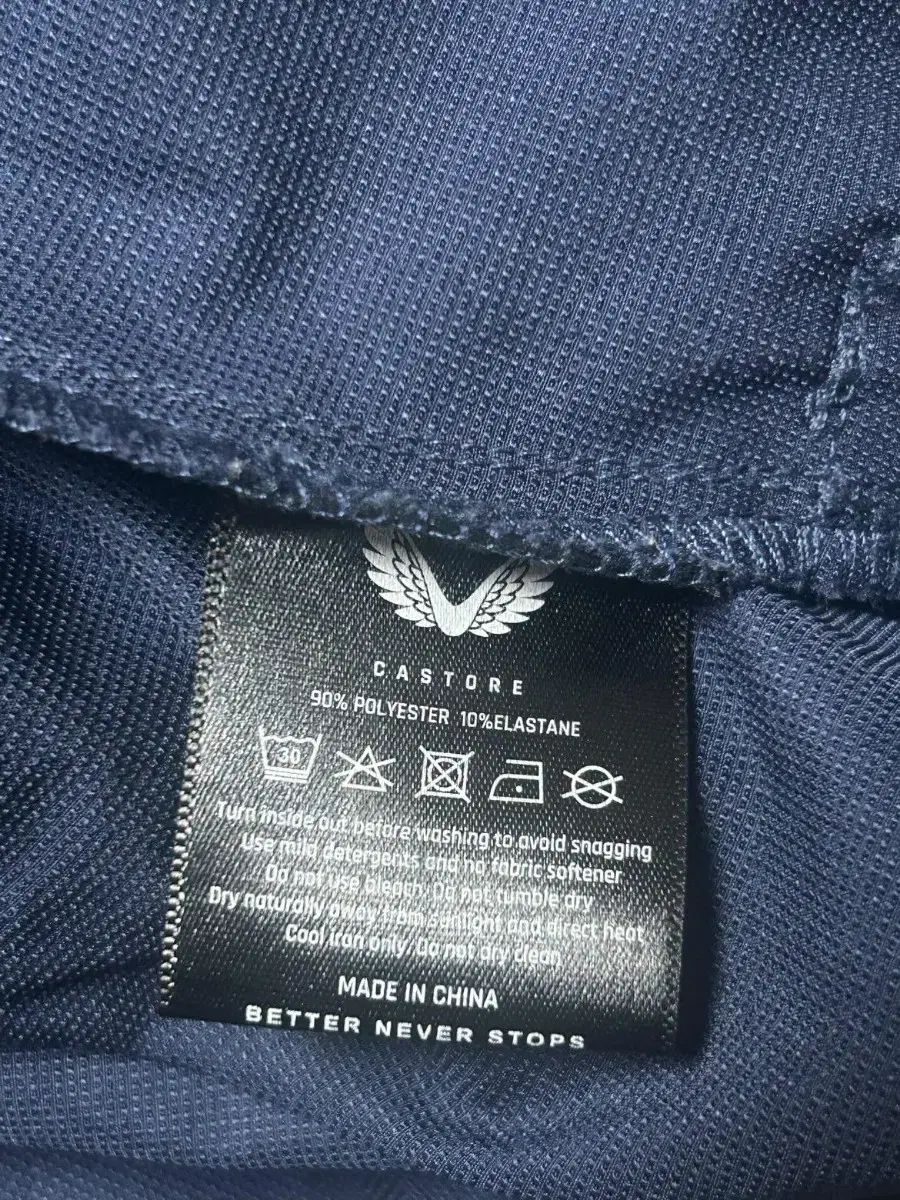 CASTORE
90% POLYESTER 10%ELASTANE
30
Turn inside out before washing to avoid snagging
Use mild detergents and no fabric softener
Do not use bleach. Do not tumble dry
Dry naturally away from sunlight and direct heat
Cool iron only. Do not dry clean
MADE IN CHINA
BETTER NEVER STOPS